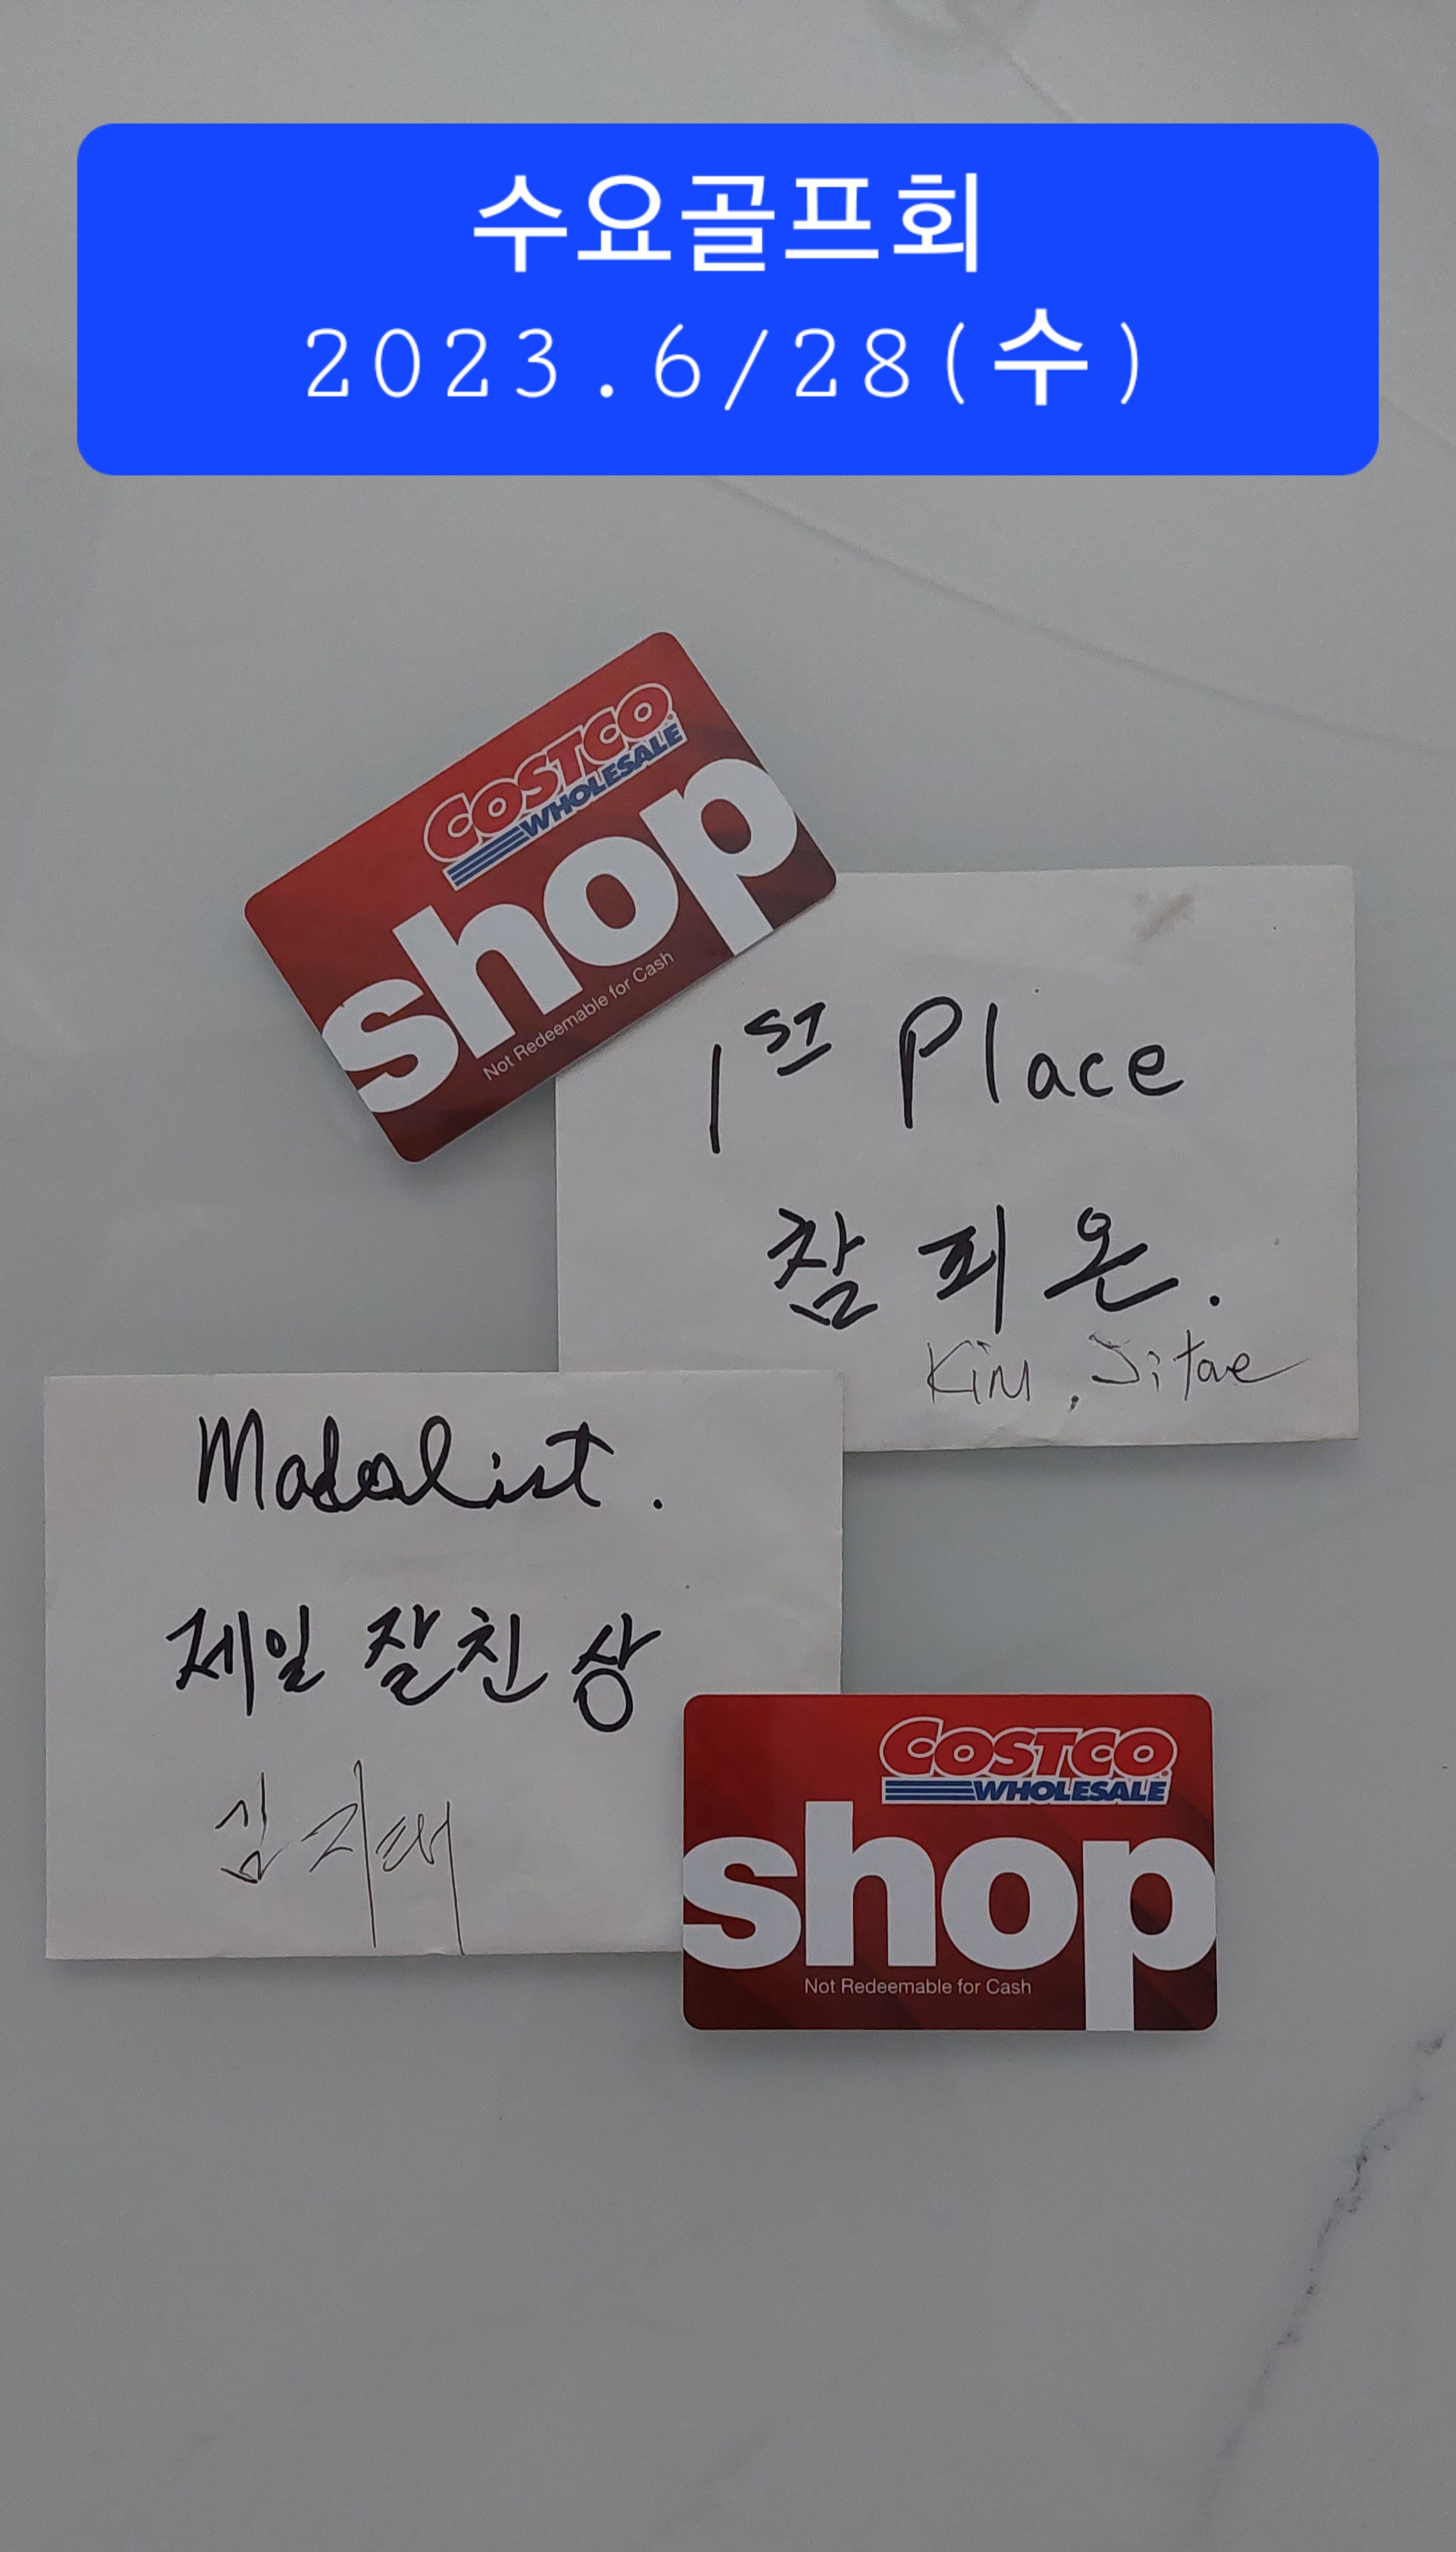 수요골프회
2023.6/28(수)
COSTCO
WHOLESALE
shop
Not Redeemable for Cash
1ST Place
참피온.
Kim, Jitae
Medalist.
제일 잘친 상
김지태
COSTCO
WHOLESALE
shop
Not Redeemable for Cash